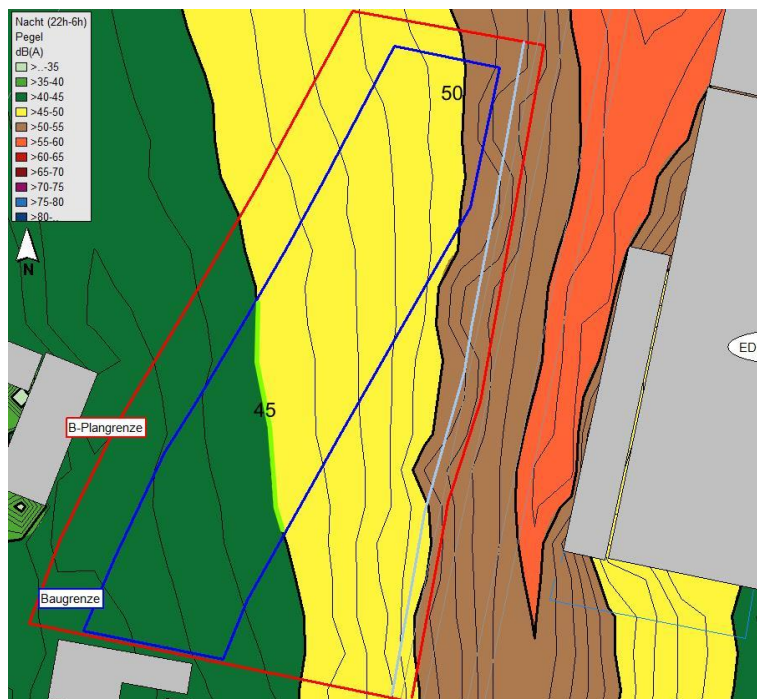 Nacht (22h-6h)
Pegel
dB(A)
>...-35
>35-40
>40-45
>45-50
>50-55
>55-60
>60-65
>65-70
>70-75
>75-80
>80-..
N
50
ED
45
B-Plangrenze
Baugrenze